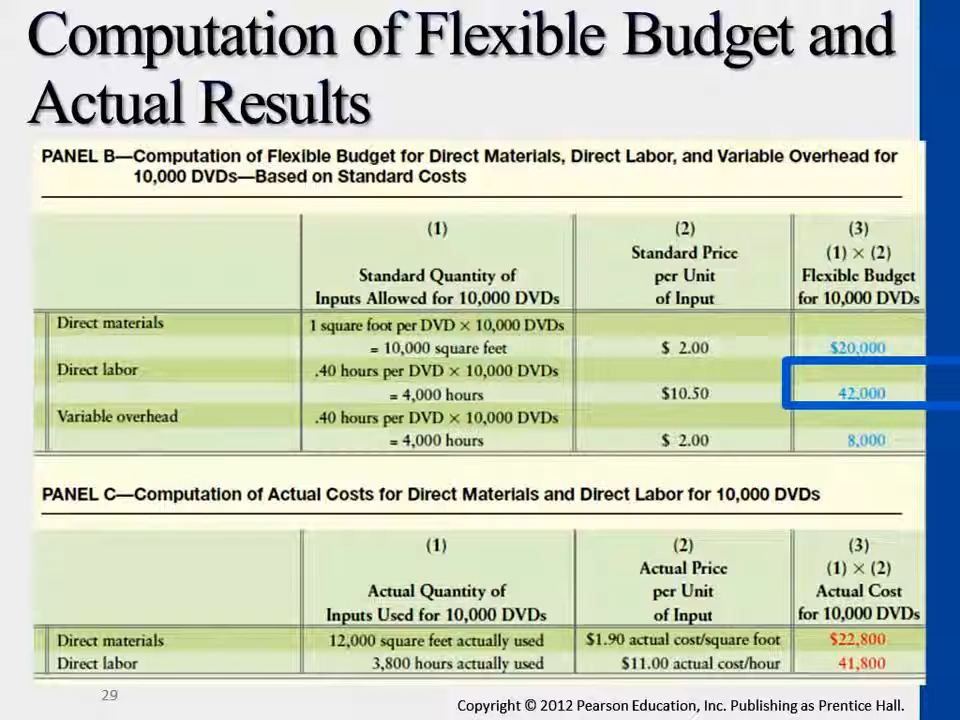 Computation of Flexible Budget and
Actual Results
PANEL B—Computation of Flexible Budget for Direct Materials, Direct Labor, and Variable Overhead for
10,000 DVDs—Based on Standard Costs
(1) (2) (3)
Standard Price (1) × (2)
Standard Quantity of per Unit Flexible Budget
Inputs Allowed for 10,000 DVDs of Input for 10,000 DVDs
Direct materials 1 square foot per DVD × 10,000 DVDs
= 10,000 square feet $ 2.00 $20,000
Direct labor .40 hours per DVD × 10,000 DVDs
= 4,000 hours $10.50 42,000
Variable overhead .40 hours per DVD × 10,000 DVDs
= 4,000 hours $ 2.00 8,000
PANEL C—Computation of Actual Costs for Direct Materials and Direct Labor for 10,000 DVDs
(1) (2) (3)
Actual Price (1) × (2)
Actual Quantity of per Unit Actual Cost
Inputs Used for 10,000 DVDs of Input for 10,000 DVDs
Direct materials 12,000 square feet actually used $1.90 actual cost/square foot $22,800
Direct labor 3,800 hours actually used $11.00 actual cost/hour 41,800
29
Copyright © 2012 Pearson Education, Inc. Publishing as Prentice Hall.